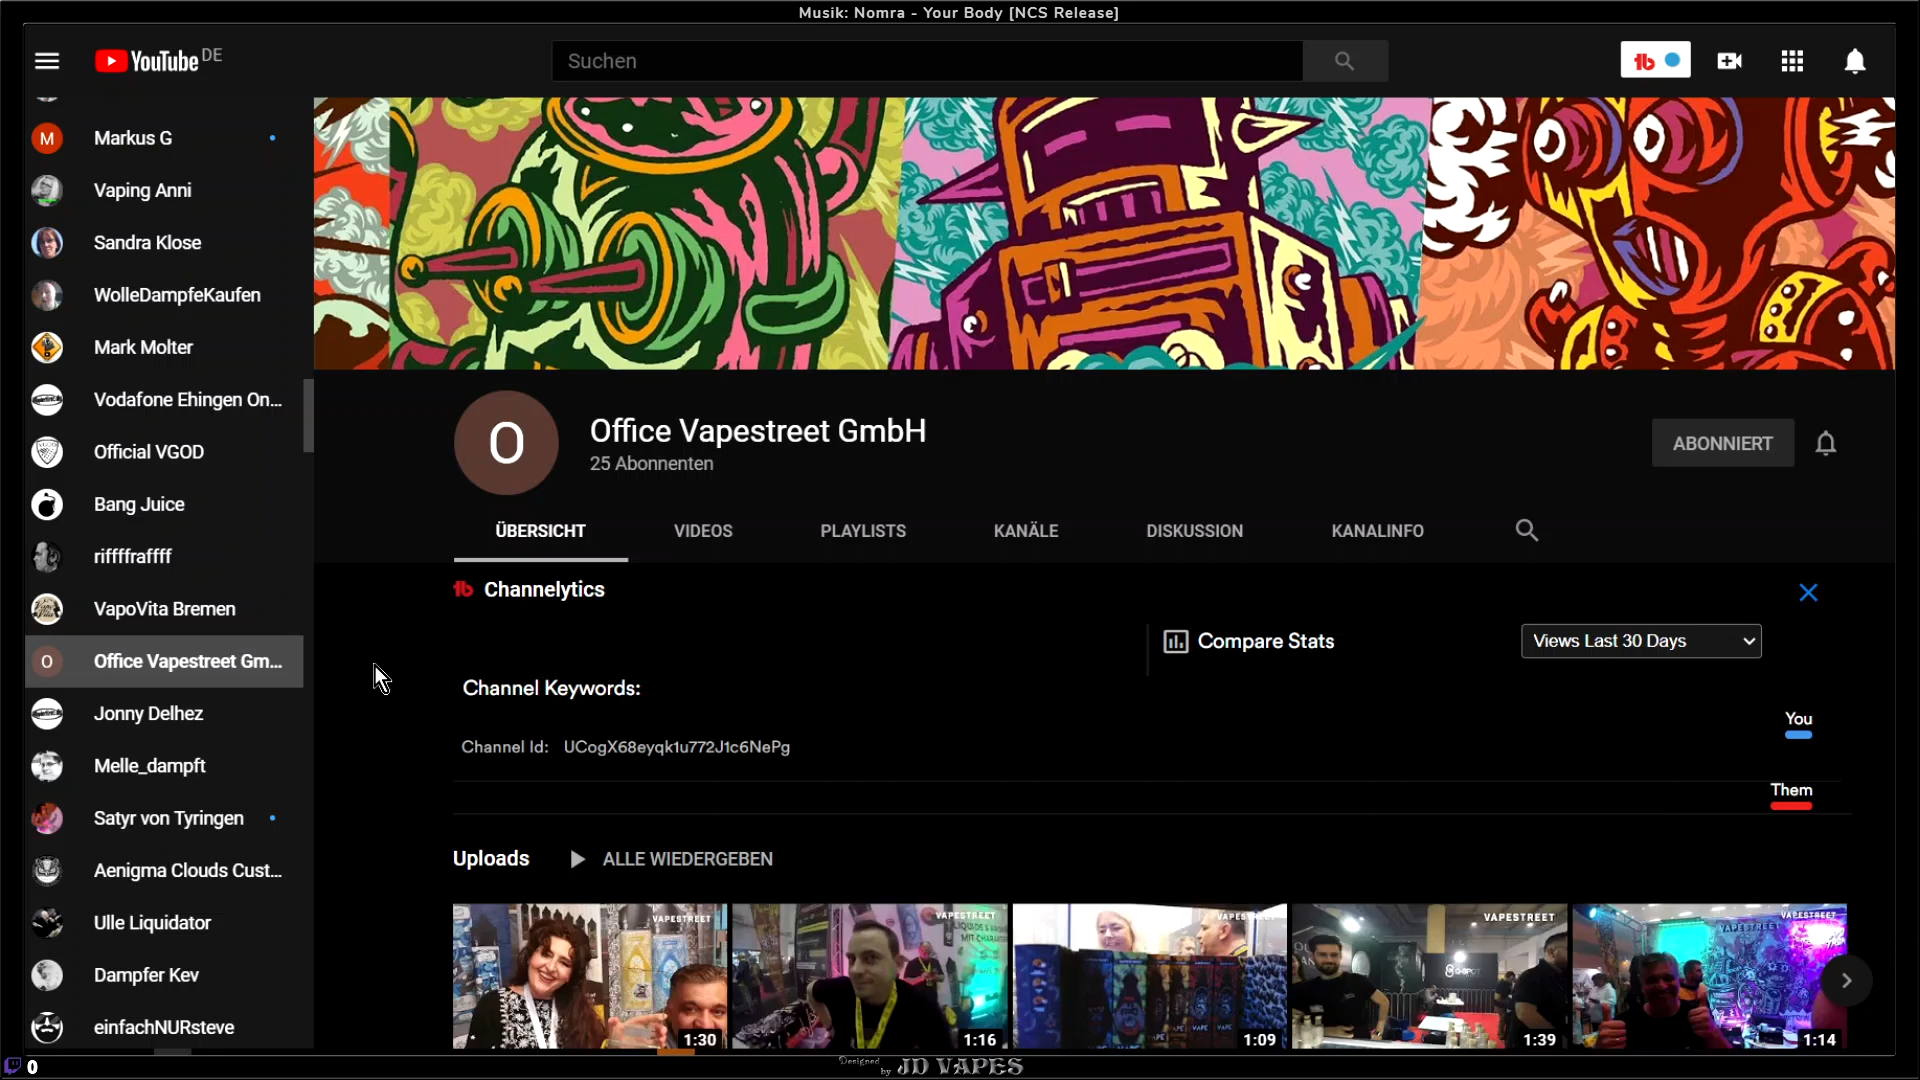 Musik: Nomra - Your Body [NCS Release]
YouTube DE
Suchen
Markus G
Vaping Anni
Sandra Klose
WolleDampfeKaufen
Mark Molter
Vodafone Ehingen On...
Official VGOD
Bang Juice
rifffffraffff
VapoVita Bremen
Office Vapestreet Gm...
Jonny Delhez
Melle_dampft
Satyr von Tyringen
Aenigma Clouds Cust...
Ulle Liquidator
Dampfer Kev
einfachNURsteve
Office Vapestreet GmbH
25 Abonnenten
ABONNIERT
ÜBERSICHT VIDEOS PLAYLISTS KANÄLE DISKUSSION KANALINFO
Channelytics
Compare Stats
Views Last 30 Days
Channel Keywords:
You
Channel Id: UCogX68eyqk1u772J1c6NePg
Them
Uploads ALLE WIEDERGEBEN
VAPESTREET
1:30
VAPESTREET
1:16
1:09
VAPESTREET
1:39
VAPESTREET
1:14
0
Designed by JD VAPES